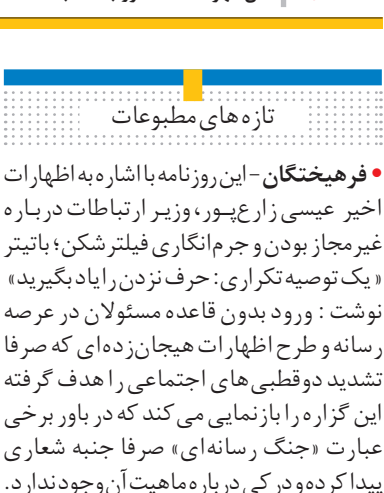 تازه‌های مطبوعات
• فرهیختگان - این روزنامه با اشاره به اظهارات
اخیر عیسی زارع‌پور، وزیر ارتباطات درباره
غیرمجاز بودن و جرم‌انگاری فیلترشکن؛ با تیتر
«یک توصیه تکراری: حرف نزدن را یاد بگیرید»
نوشت : ورود بدون قاعده مسئولان در عرصه
رسانه و طرح اظهارات هیجان‌زده‌ای که صرفا
تشدید دوقطبی‌های اجتماعی را هدف گرفته
این گزاره را بازنمایی می‌کند که در باور برخی
عبارت «جنگ رسانه‌ای» صرفا جنبه شعاری
پیدا کرده و درکی درباره ماهیت آن وجود ندارد.